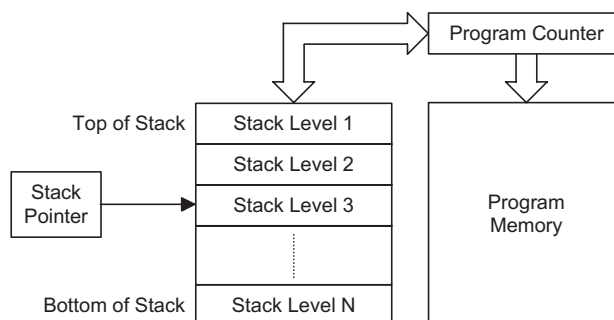 Program Counter
Top of Stack
Stack Level 1
Stack Level 2
Stack
Pointer
Stack Level 3
Program
Memory
Bottom of Stack
Stack Level N